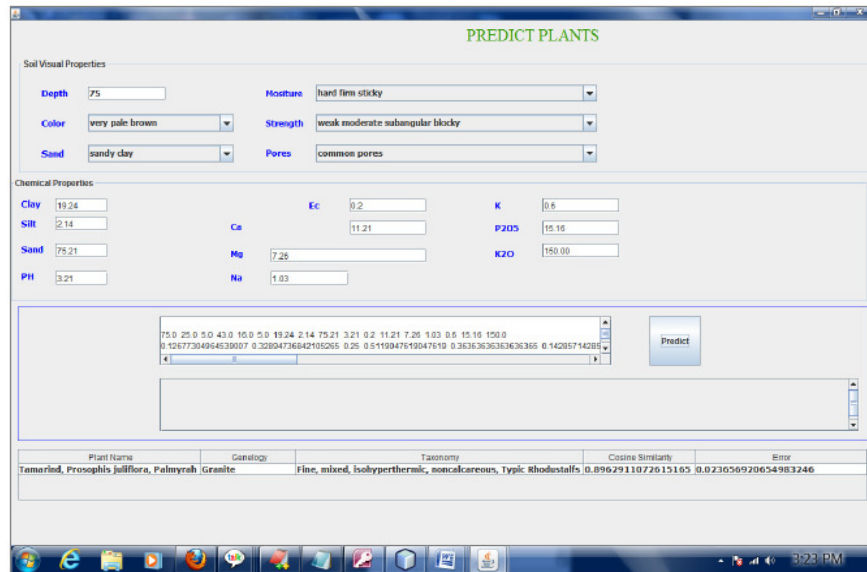 PREDICT PLANTS
Soil Visual Properties
Depth 75 Mositure hard firm sticky
Color very pale brown Strength weak moderate subangular blocky
Sand sandy clay Pores common pores
Chemical Properties
Clay 19.24 Ec 0.2 K 0.6
Silt 2.14 Ca 11.21 P2O5 15.16
Sand 75.21 Mg 7.26 K2O 150.00
PH 3.21 Na 1.03
75.0 25.0 5.0 43.0 16.0 5.0 19.24 2.14 75.21 3.21 0.2 11.21 7.26 1.03 0.6 15.16 150.0
0.12677304964539007 0.32894736842105265 0.25 0.5119047619047619 0.36363636363636365 0.14285714285
Predict
Plant Name Genelogy Taxonomy Cosine Similarity Error
Tamarind, Prosophis juliflora, Palmyrah Granite Fine, mixed, isohyperthermic, noncalcareous, Typic Rhodustalfs 0.8962911072615165 0.023656920654983246
talk
3:23 PM